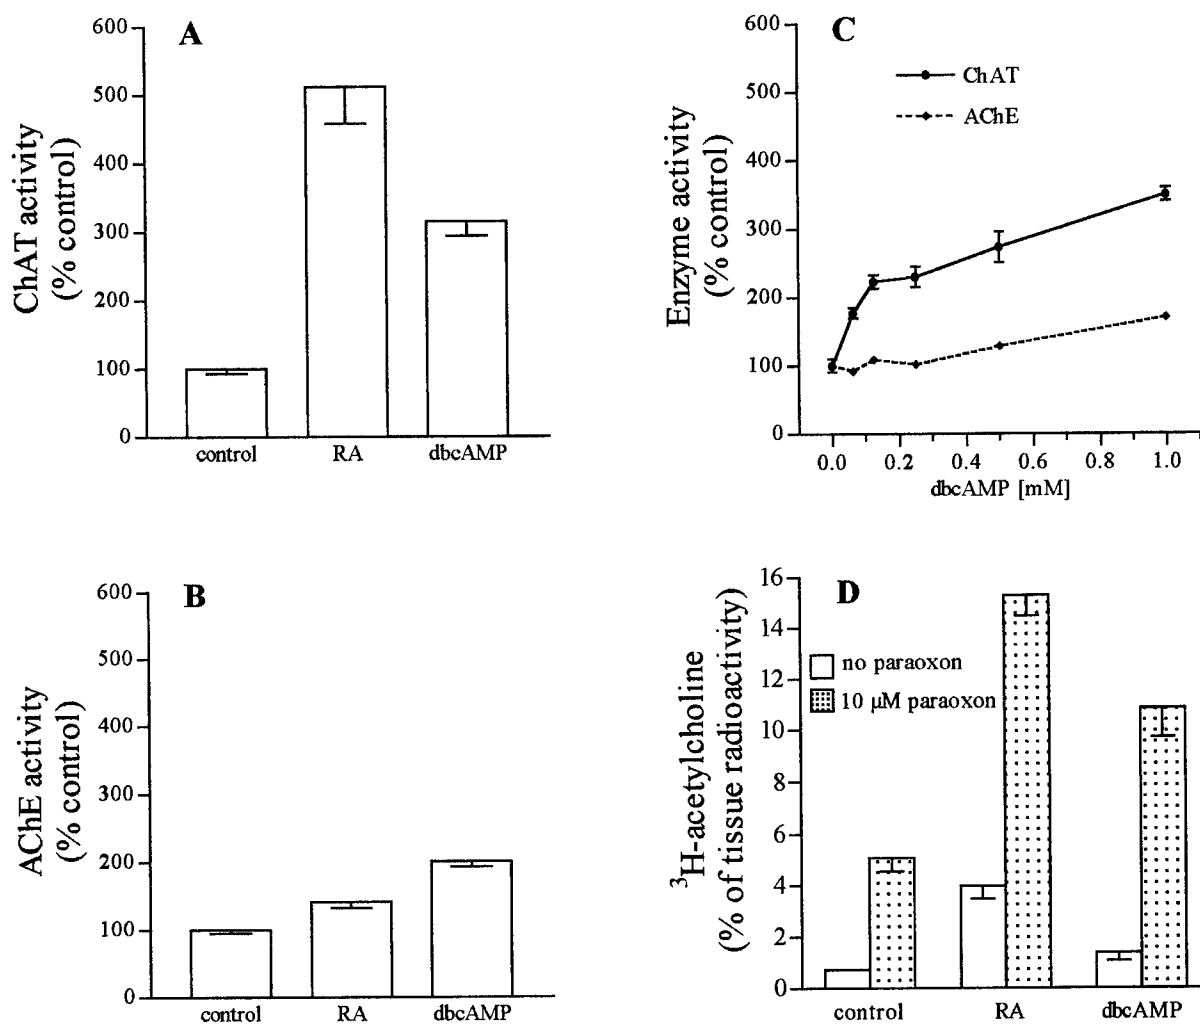 A
600
500
400
300
200
100
0
ChAT activity
(% control)
control RA dbcAMP
C
600
500
400
300
200
100
0
Enzyme activity
(% control)
ChAT
AChE
0.0 0.2 0.4 0.6 0.8 1.0
dbcAMP [mM]
B
600
500
400
300
200
100
0
AChE activity
(% control)
control RA dbcAMP
D
16
14
12
10
8
6
4
2
0
³H-acetylcholine
(% of tissue radioactivity)
no paraoxon
10 µM paraoxon
control RA dbcAMP